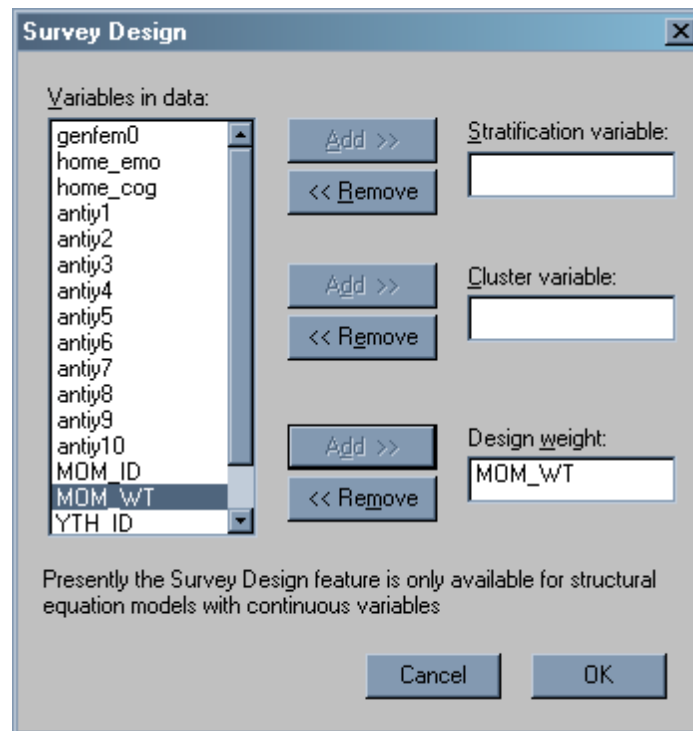 Survey Design
Variables in data:
genfem0
home_emo
home_cog
antiy1
antiy2
antiy3
antiy4
antiy5
antiy6
antiy7
antiy8
antiy9
antiy10
MOM_ID
MOM_WT
YTH_ID
Add >>
<< Remove
Stratification variable:
Add >>
<< Remove
Cluster variable:
Add >>
<< Remove
Design weight:
MOM_WT
Presently the Survey Design feature is only available for structural
equation models with continuous variables
Cancel
OK